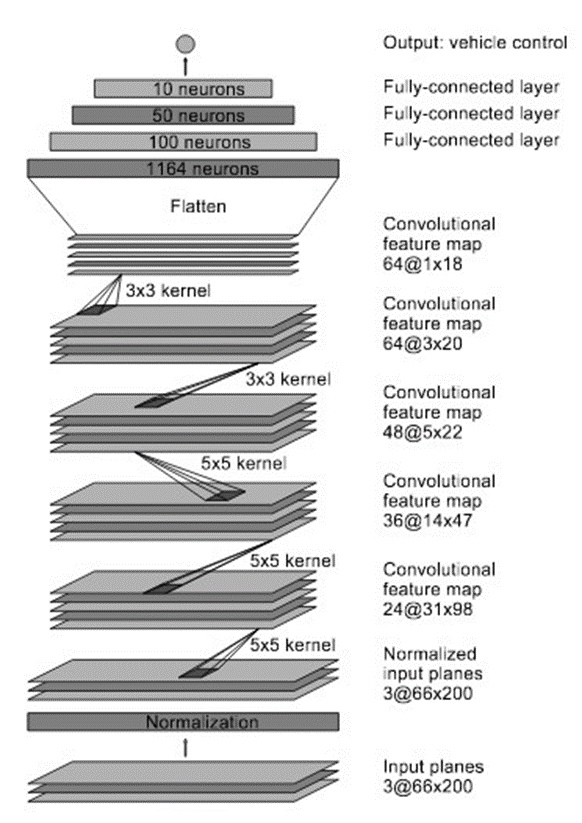 Output: vehicle control
10 neurons
Fully-connected layer
50 neurons
Fully-connected layer
100 neurons
Fully-connected layer
1164 neurons
Flatten
Convolutional
feature map
64@1x18
3x3 kernel
Convolutional
feature map
64@3x20
3x3 kernel
Convolutional
feature map
48@5x22
5x5 kernel
Convolutional
feature map
36@14x47
5x5 kernel
Convolutional
feature map
24@31x98
5x5 kernel
Normalized
input planes
3@66x200
Normalization
Input planes
3@66x200